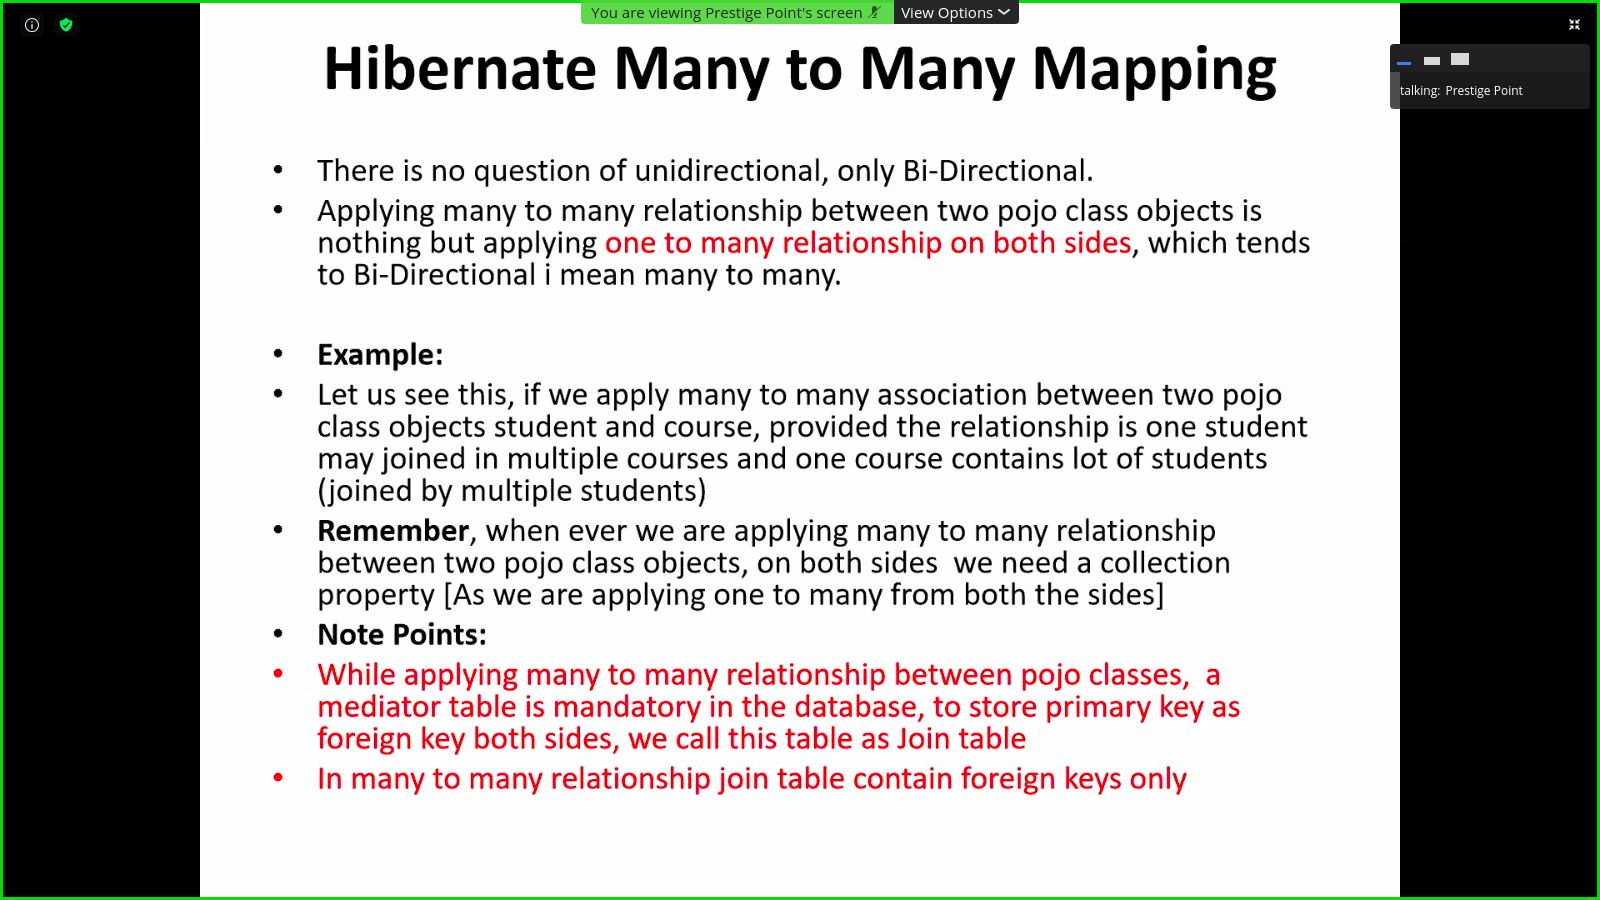 You are viewing Prestige Point's screen
View Options
talking: Prestige Point
Hibernate Many to Many Mapping
• There is no question of unidirectional, only Bi-Directional.
• Applying many to many relationship between two pojo class objects is
nothing but applying one to many relationship on both sides, which tends
to Bi-Directional i mean many to many.
• Example:
• Let us see this, if we apply many to many association between two pojo
class objects student and course, provided the relationship is one student
may joined in multiple courses and one course contains lot of students
(joined by multiple students)
• Remember, when ever we are applying many to many relationship
between two pojo class objects, on both sides  we need a collection
property [As we are applying one to many from both the sides]
• Note Points:
• While applying many to many relationship between pojo classes,  a
mediator table is mandatory in the database, to store primary key as
foreign key both sides, we call this table as Join table
• In many to many relationship join table contain foreign keys only